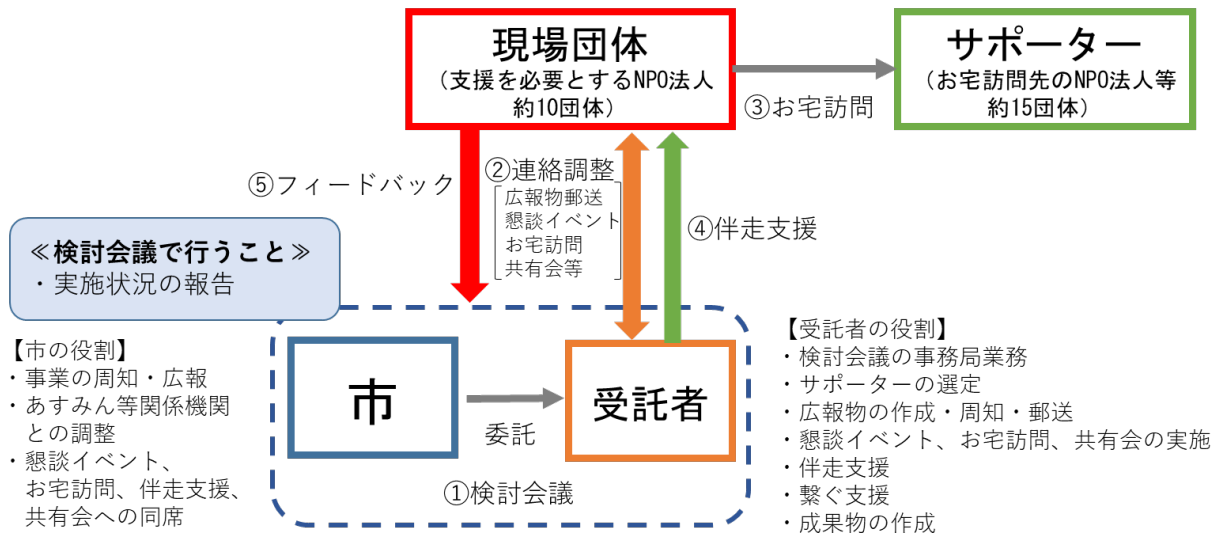 現場団体
（支援を必要とするNPO法人
約10団体）
サポーター
（お宅訪問先のNPO法人等
約15団体）
③お宅訪問
⑤フィードバック
②連絡調整
広報物郵送
懇談イベント
お宅訪問
共有会等
④伴走支援
≪検討会議で行うこと≫
・実施状況の報告
【市の役割】
・事業の周知・広報
・あすみん等関係機関
との調整
・懇談イベント、
お宅訪問、伴走支援、
共有会への同席
市
委託
受託者
①検討会議
【受託者の役割】
・検討会議の事務局業務
・サポーターの選定
・広報物の作成・周知・郵送
・懇談イベント、お宅訪問、共有会の実施
・伴走支援
・繋ぐ支援
・成果物の作成